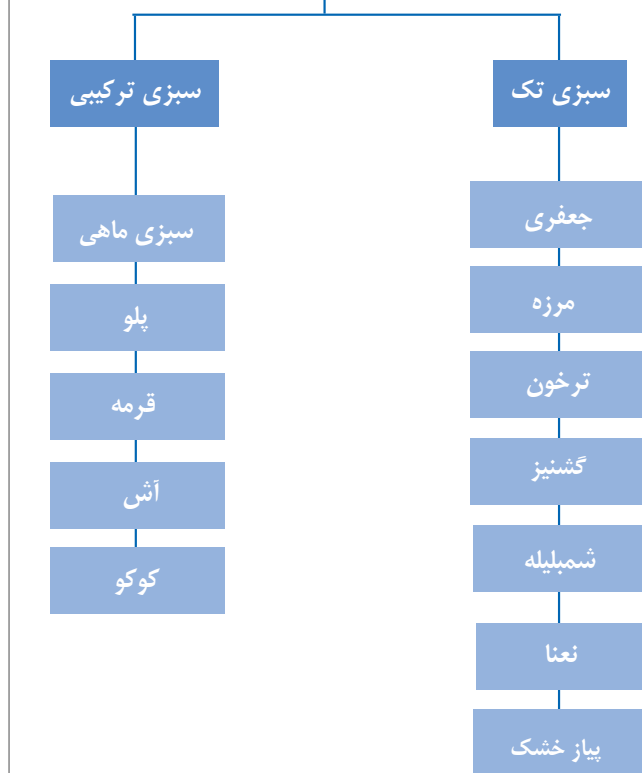 سبزی تک
جعفری
مرزه
ترخون
گشنیز
شمبلیله
نعنا
پیاز خشک
سبزی ترکیبی
سبزی ماهی
پلو
قرمه
آش
کوکو